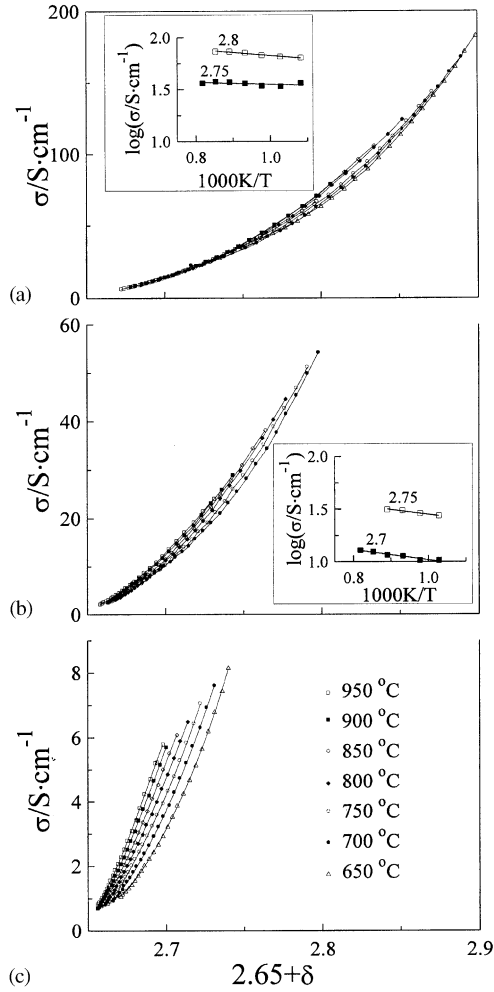 200
σ/S·cm⁻¹
100
0
2.0
1.5
1.0
log(σ/S·cm⁻¹)
2.8
2.75
0.8 1.0
1000K/T
(a)
60
40
20
0
σ/S·cm⁻¹
2.0
1.5
1.0
log(σ/S·cm⁻¹)
2.75
2.7
0.8 1.0
1000K/T
(b)
8
6
4
2
0
σ/S·cm⁻¹
950 °C
900 °C
850 °C
800 °C
750 °C
700 °C
650 °C
2.7 2.8 2.9
(c)
2.65+δ